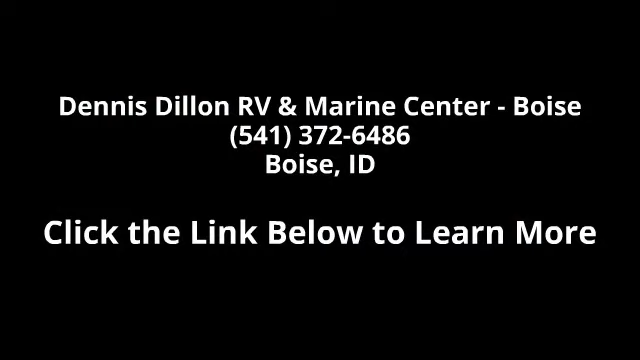 Dennis Dillon RV & Marine Center - Boise
(541) 372-6486
Boise, ID
Click the Link Below to Learn More